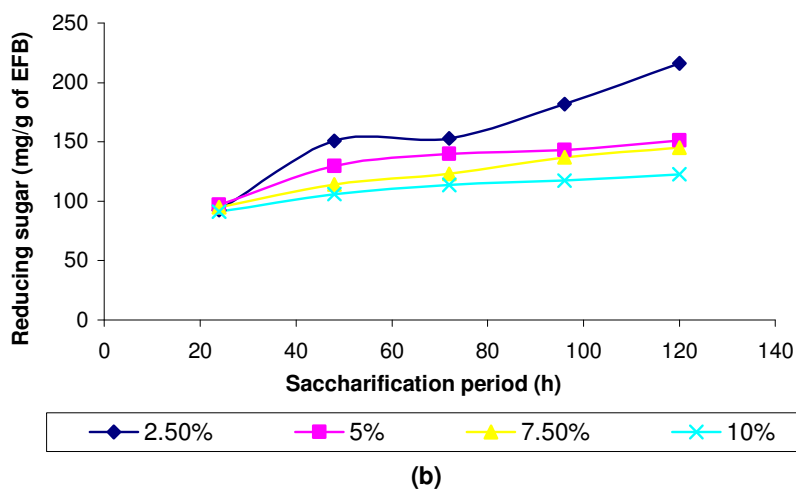 250
200
150
100
50
0
Reducing sugar (mg/g of EFB)
0 20 40 60 80 100 120 140
Saccharification period (h)
2.50% 5% 7.50% 10%
(b)